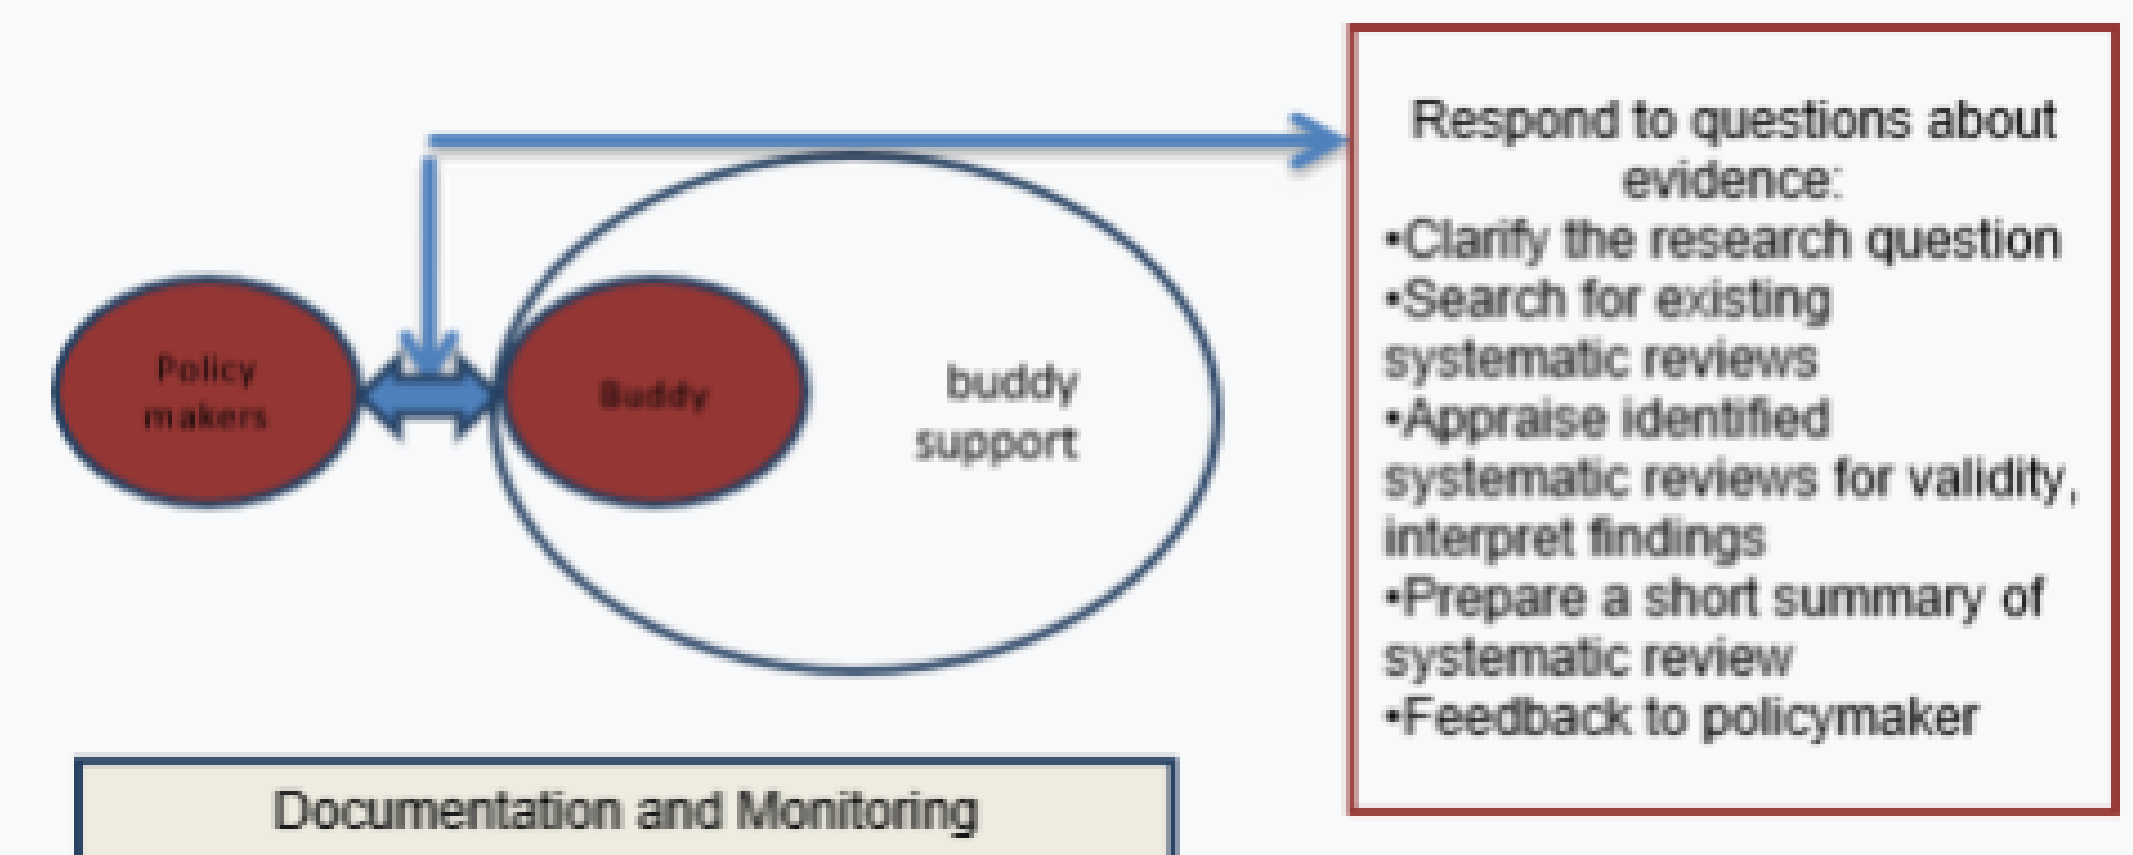 Policy
makers
Buddy
buddy
support
Respond to questions about
evidence:
•Clarify the research question
•Search for existing
systematic reviews
•Appraise identified
systematic reviews for validity,
interpret findings
•Prepare a short summary of
systematic review
•Feedback to policymaker
Documentation and Monitoring